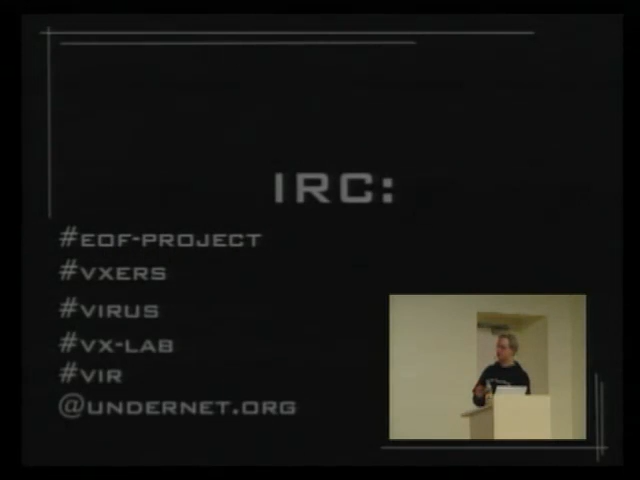 IRC:
#EOF-PROJECT
#VXERS
#VIRUS
#VX-LAB
#VIR
@UNDERNET.ORG